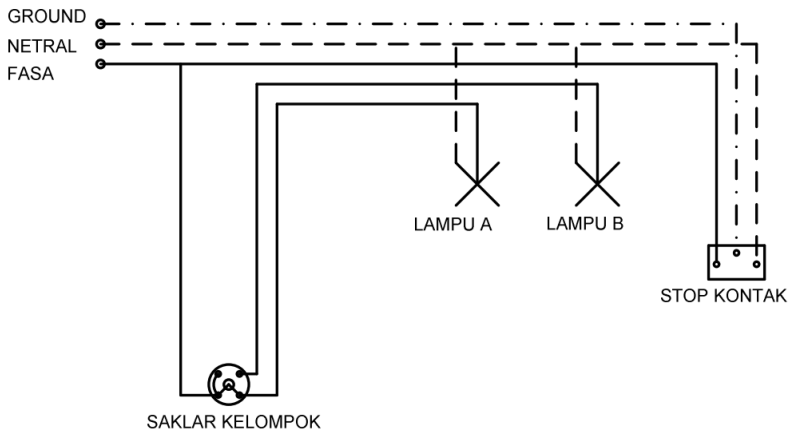 GROUND
NETRAL
FASA
LAMPU A
LAMPU B
STOP KONTAK
SAKLAR KELOMPOK